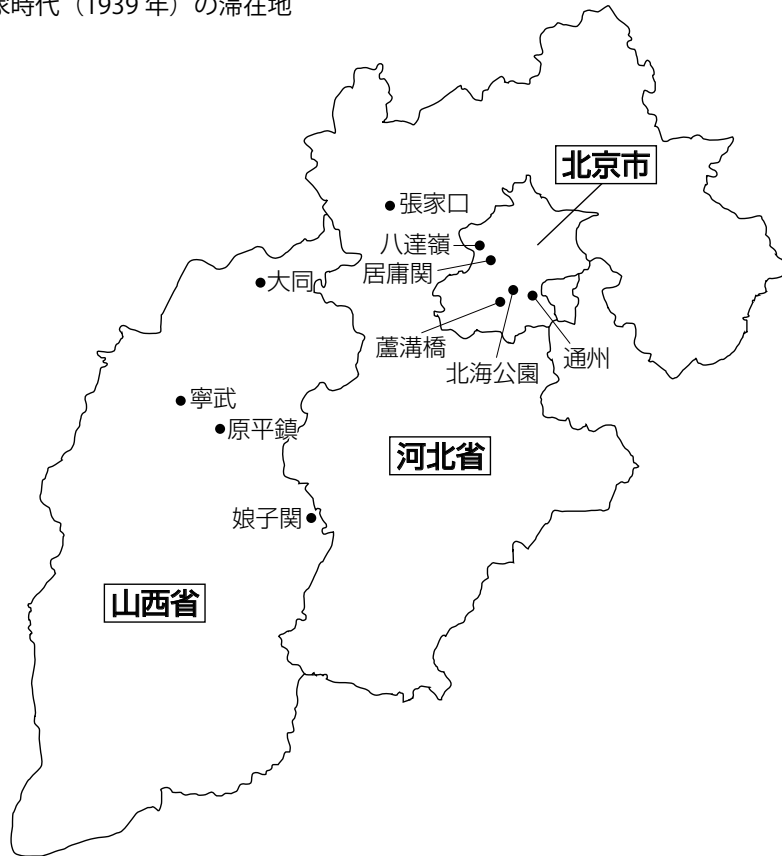 時代（1939 年）の滞在地
北京市
張家口
八達嶺
居庸関
大同
蘆溝橋
北海公園
通州
寧武
原平鎮
河北省
娘子関
山西省